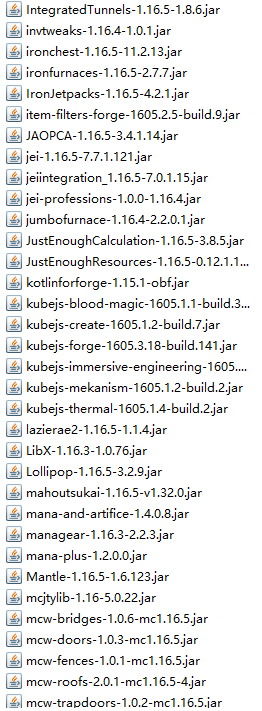 IntegratedTunnels-1.16.5-1.8.6.jar
invtweaks-1.16.4-1.0.1.jar
ironchest-1.16.5-11.2.13.jar
ironfurnaces-1.16.5-2.7.7.jar
IronJetpacks-1.16.5-4.2.1.jar
item-filters-forge-1605.2.5-build.9.jar
JAOPCA-1.16.5-3.4.1.14.jar
jei-1.16.5-7.7.1.121.jar
jeiintegration_1.16.5-7.0.1.15.jar
jei-professions-1.0.0-1.16.4.jar
jumbofurnace-1.16.4-2.2.0.1.jar
JustEnoughCalculation-1.16.5-3.8.5.jar
JustEnoughResources-1.16.5-0.12.1.1...
kotlinforforge-1.15.1-obf.jar
kubejs-blood-magic-1605.1.1-build.3...
kubejs-create-1605.1.2-build.7.jar
kubejs-forge-1605.3.18-build.141.jar
kubejs-immersive-engineering-1605....
kubejs-mekanism-1605.1.2-build.2.jar
kubejs-thermal-1605.1.4-build.2.jar
lazierae2-1.16.5-1.1.4.jar
LibX-1.16.3-1.0.76.jar
Lollipop-1.16.5-3.2.9.jar
mahoutsukai-1.16.5-v1.32.0.jar
mana-and-artifice-1.4.0.8.jar
managear-1.16.3-2.2.3.jar
mana-plus-1.2.0.0.jar
Mantle-1.16.5-1.6.123.jar
mcjtylib-1.16-5.0.22.jar
mcw-bridges-1.0.6-mc1.16.5.jar
mcw-doors-1.0.3-mc1.16.5.jar
mcw-fences-1.0.1-mc1.16.5.jar
mcw-roofs-2.0.1-mc1.16.5-4.jar
mcw-trapdoors-1.0.2-mc1.16.5.jar